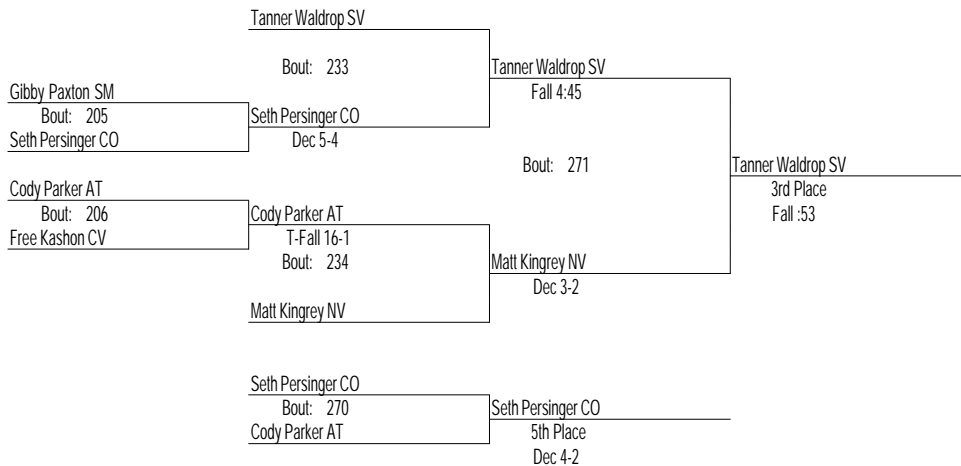 Tanner Waldrop SV
Bout: 233
Tanner Waldrop SV
Fall 4:45
Gibby Paxton SM
Bout: 205
Seth Persinger CO
Seth Persinger CO
Dec 5-4
Bout: 271
Tanner Waldrop SV
3rd Place
Fall :53
Cody Parker AT
Bout: 206
Free Kashon CV
Cody Parker AT
T-Fall 16-1
Bout: 234
Matt Kingrey NV
Dec 3-2
Matt Kingrey NV
Seth Persinger CO
Bout: 270
Cody Parker AT
Seth Persinger CO
5th Place
Dec 4-2